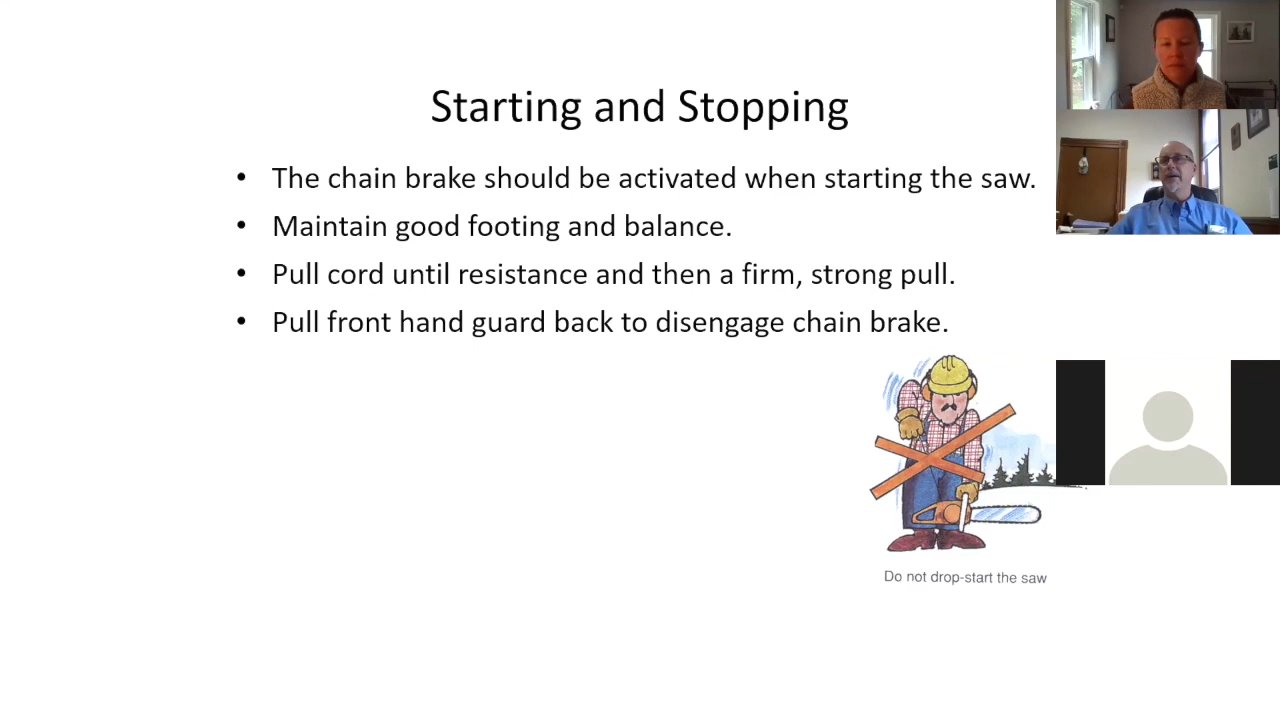 Starting and Stopping
• The chain brake should be activated when starting the saw.
• Maintain good footing and balance.
• Pull cord until resistance and then a firm, strong pull.
• Pull front hand guard back to disengage chain brake.
Do not drop-start the saw